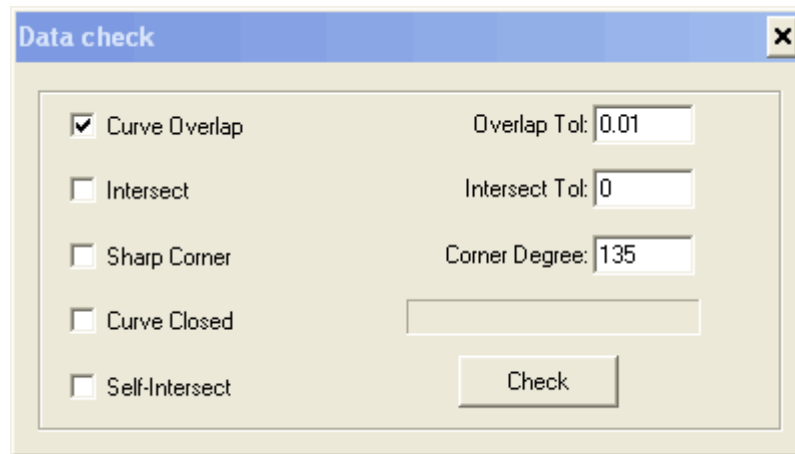 Data check
Curve Overlap Overlap Tol: 0.01
Intersect Intersect Tol: 0
Sharp Corner Corner Degree: 135
Curve Closed
Self-Intersect Check